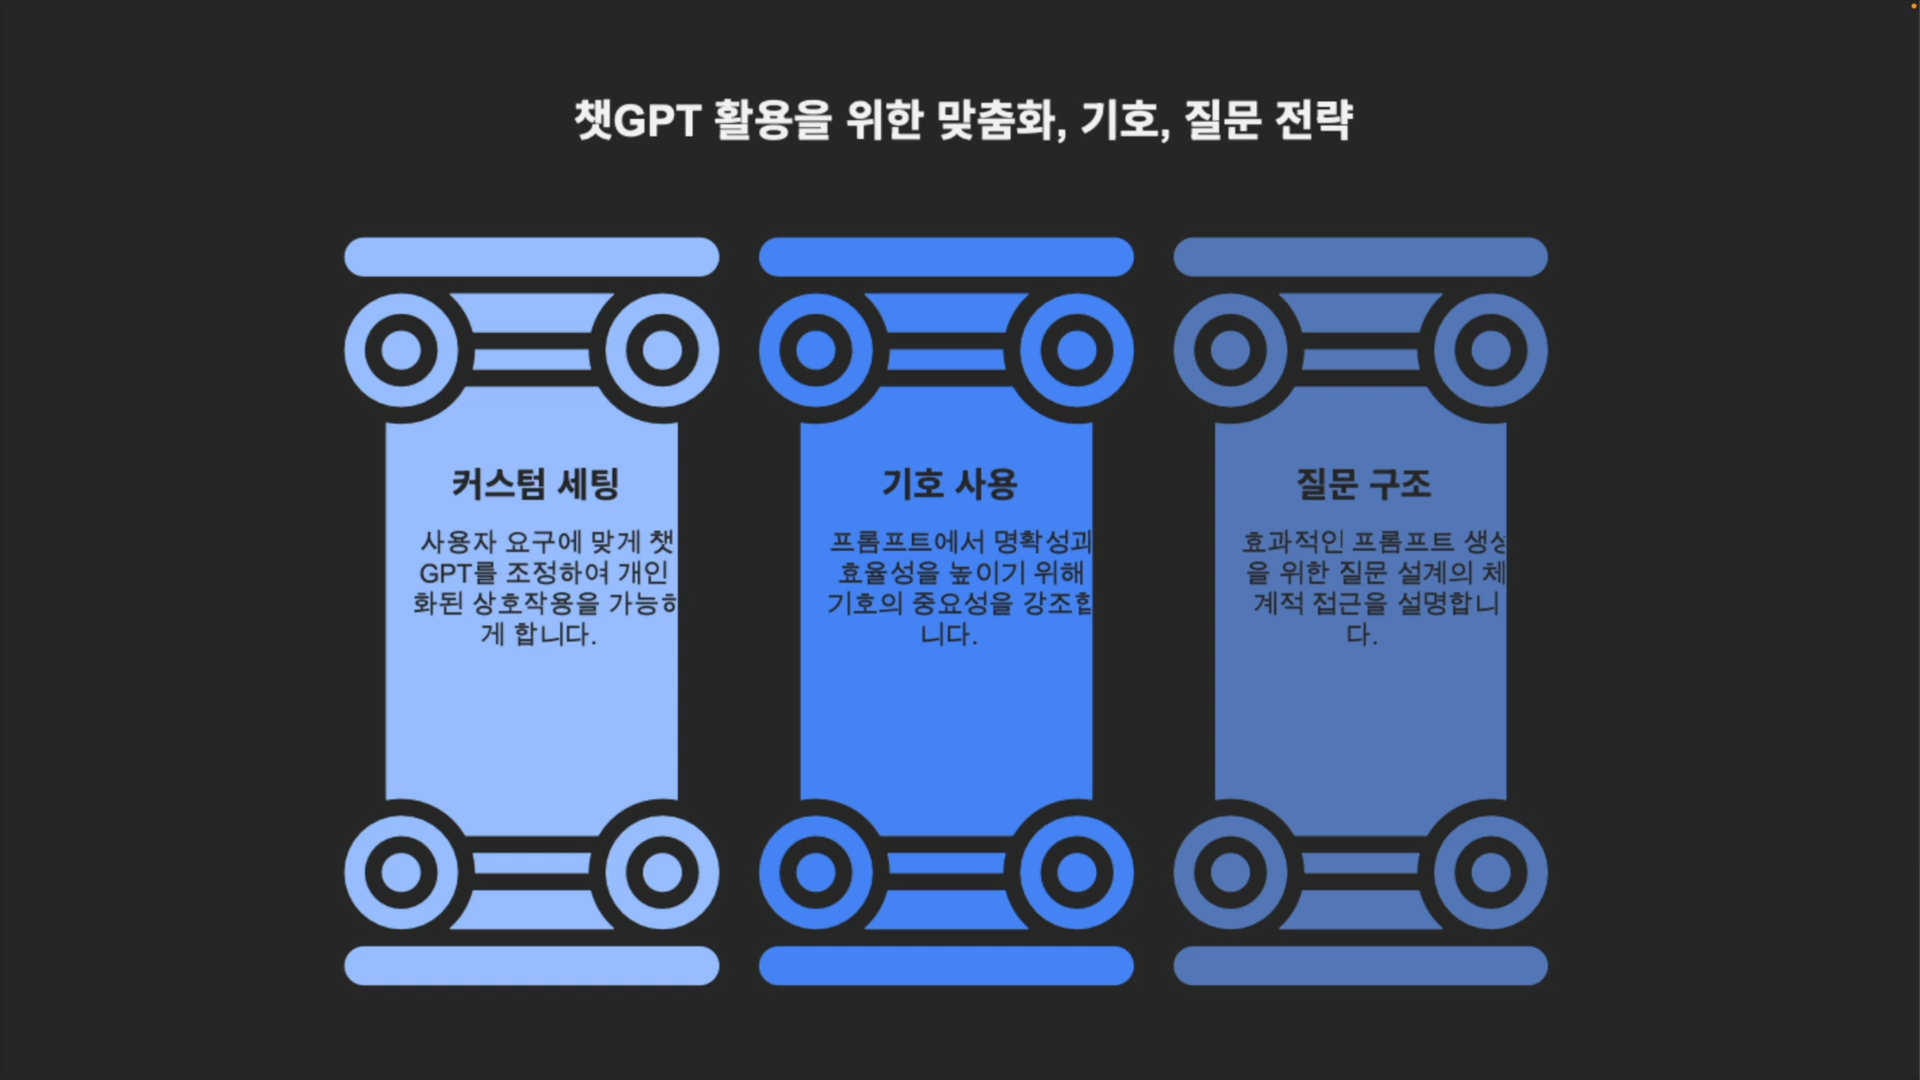 챗GPT 활용을 위한 맞춤화, 기호, 질문 전략
커스텀 세팅
사용자 요구에 맞게 챗
GPT를 조정하여 개인
화된 상호작용을 가능하
게 합니다.
기호 사용
프롬프트에서 명확성과
효율성을 높이기 위해
기호의 중요성을 강조합
니다.
질문 구조
효과적인 프롬프트 생성
을 위한 질문 설계의 체
계적 접근을 설명합니
다.